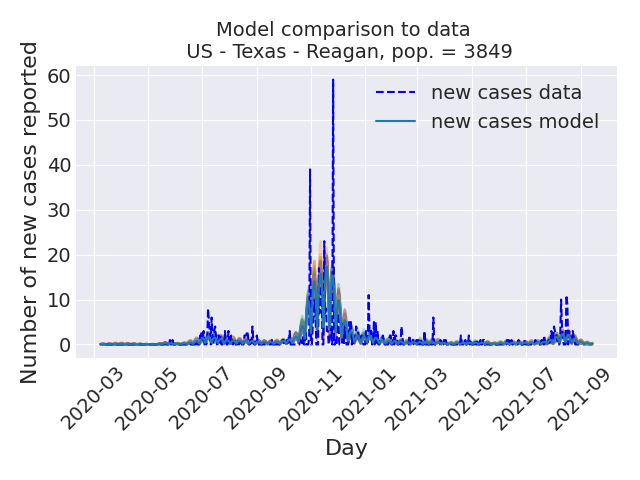 Model comparison to data
US - Texas - Reagan, pop. = 3849
Number of new cases reported
60
50
40
30
20
10
0
new cases data
new cases model
2020-03
2020-05
2020-07
2020-09
2020-11
2021-01
2021-03
2021-05
2021-07
2021-09
Day